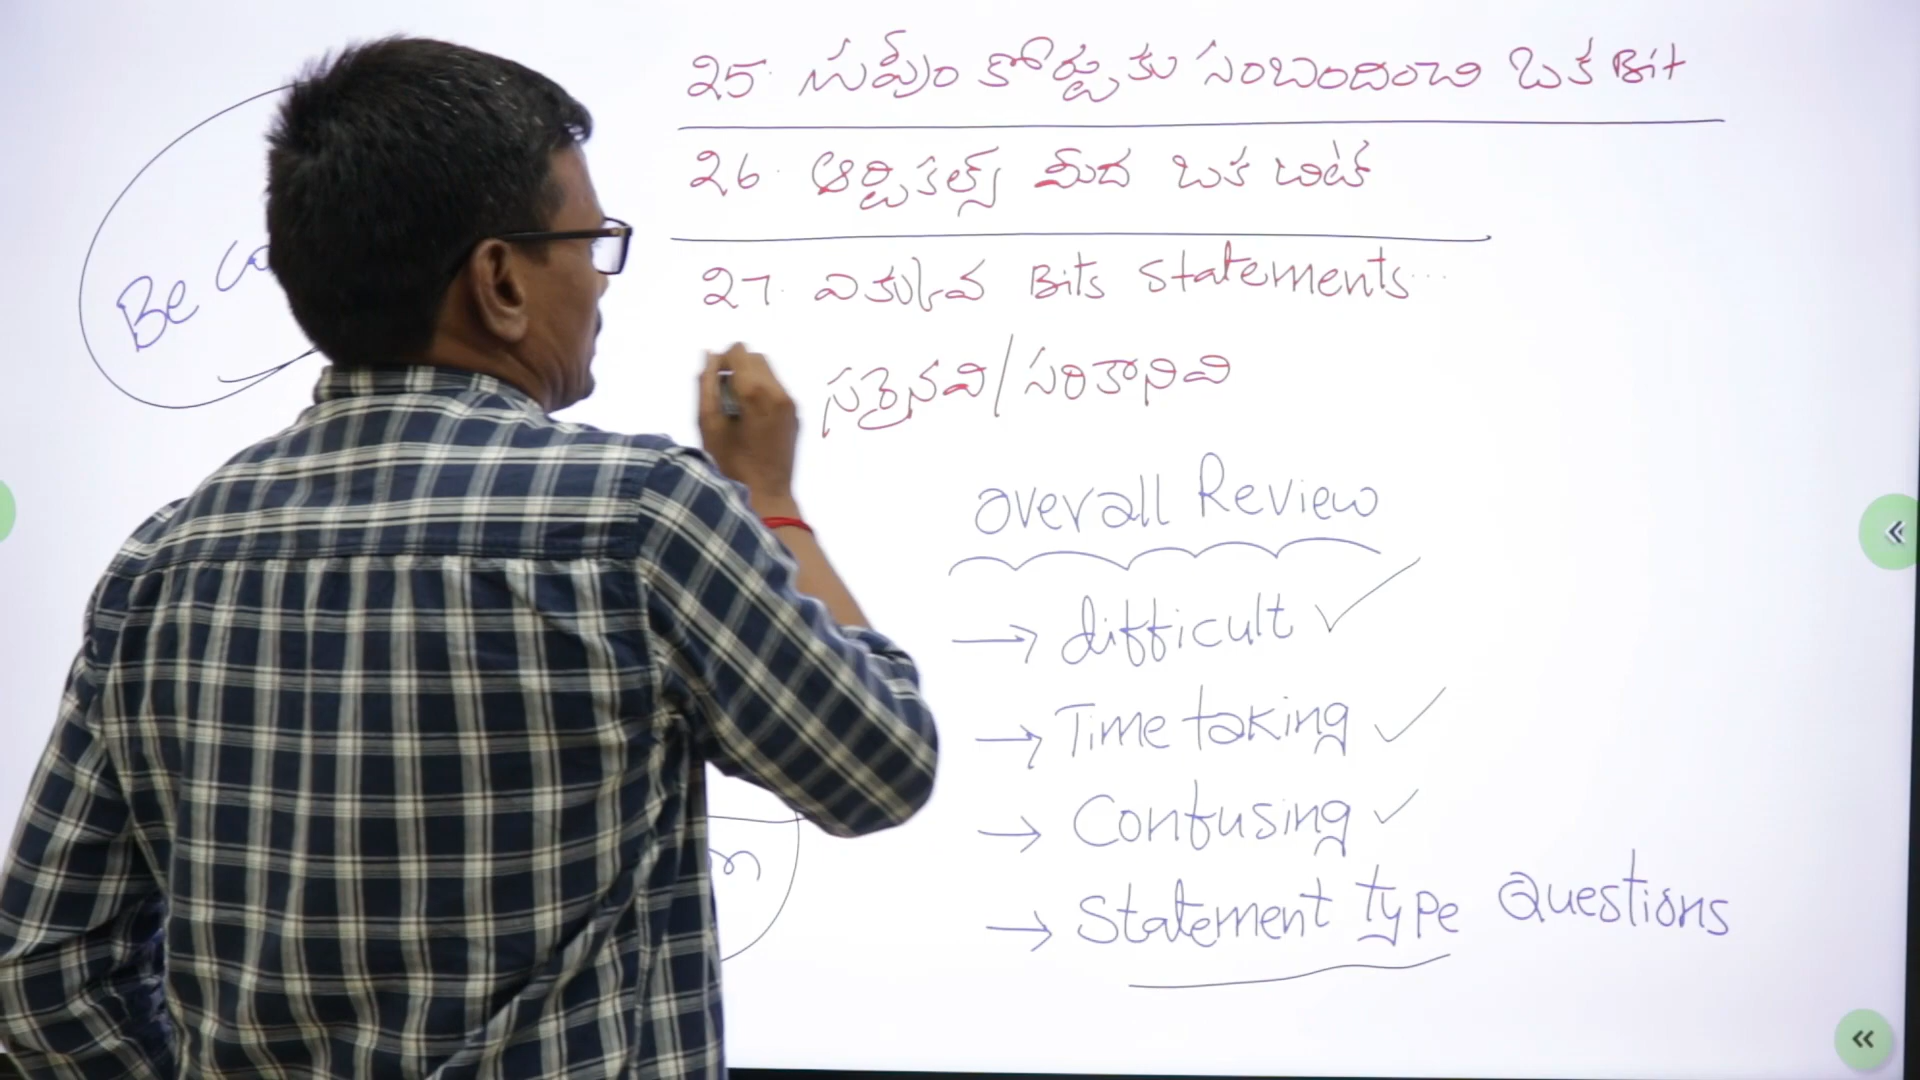 25. సుప్రీం కోర్టుకు సంబందించి ఒక Bit
26. ఆర్టికల్స్ మీద ఒక బిట్
27. ఎక్కువ Bits Statements...
సరైనవి/సరికానివి
Be
overall Review
→ difficult ✓
→ Time taking ✓
→ Confusing ✓
→ Statement type Questions